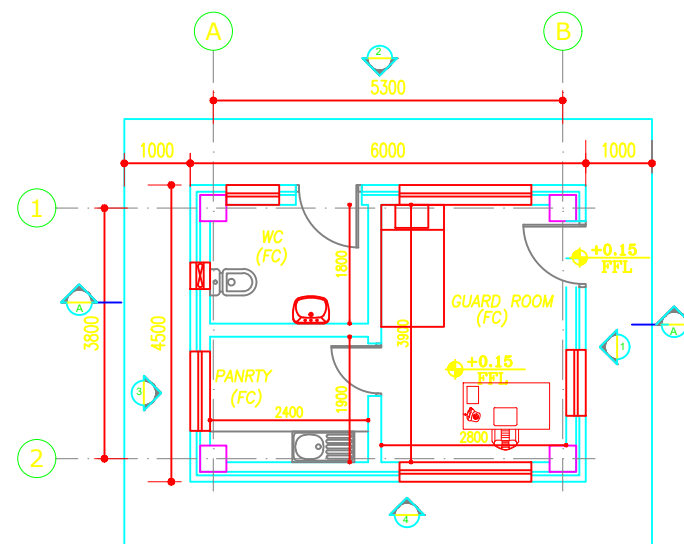 A
B
2
5300
1000
6000
1000
1
WC
(FC)
1800
+0.15
FFL
GUARD ROOM
(FC)
A
A
3800
4500
3900
1
+0.15
FFL
PANRTY
(FC)
3
2400
1900
2800
2
4